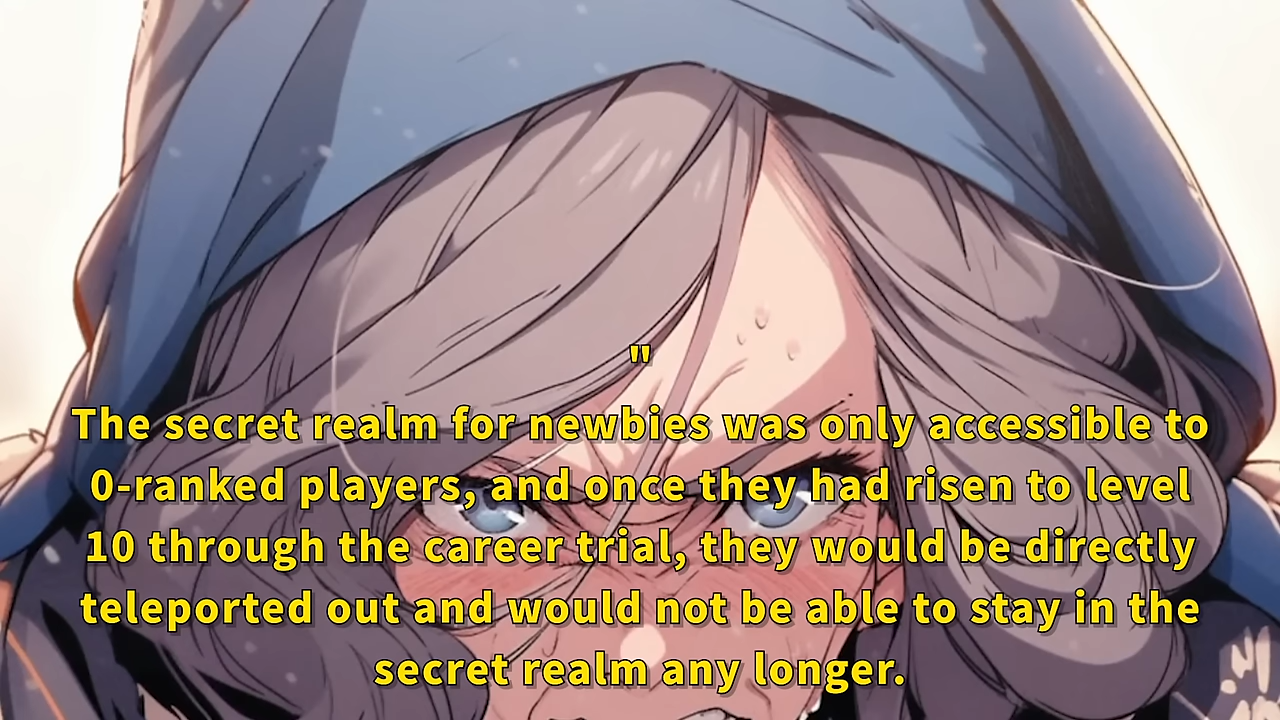 "
The secret realm for newbies was only accessible to
0-ranked players, and once they had risen to level
10 through the career trial, they would be directly
teleported out and would not be able to stay in the
secret realm any longer.